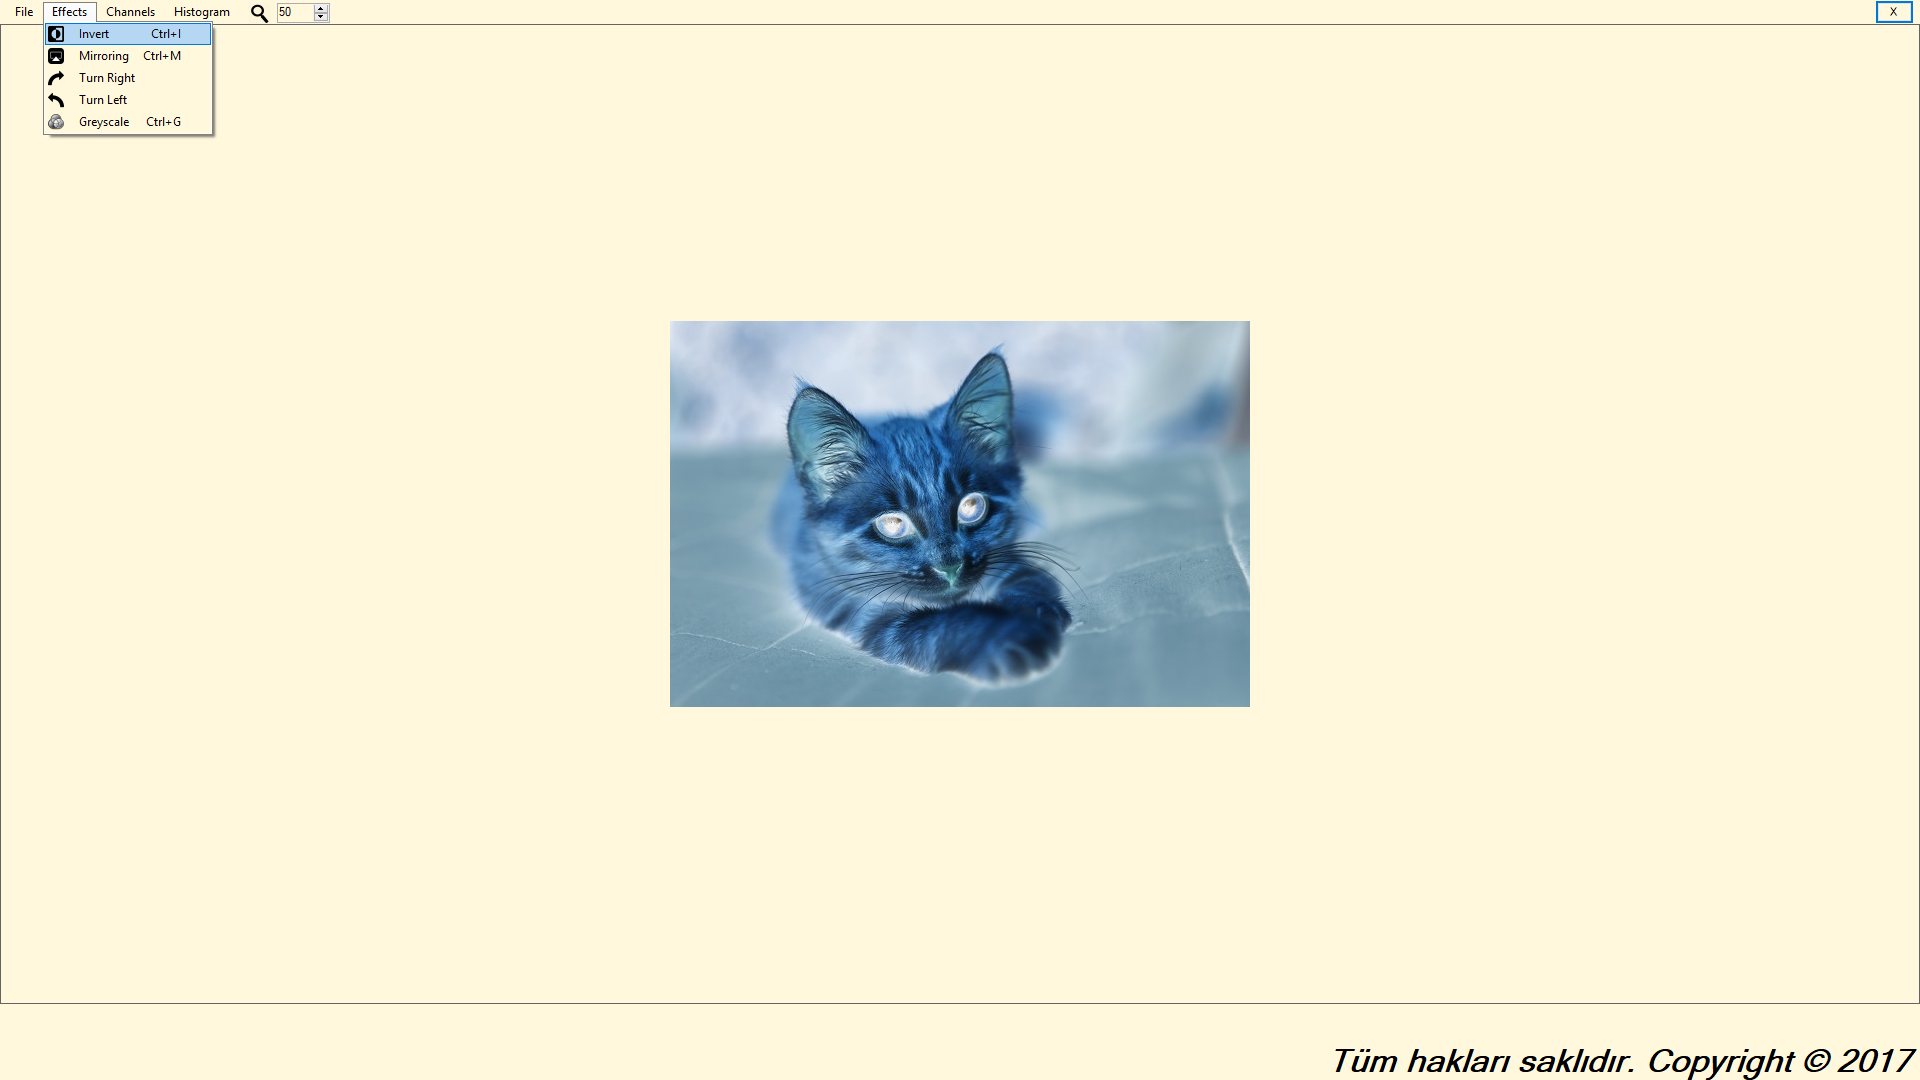 File Effects Channels Histogram 50 X
Invert Ctrl+I
Mirroring Ctrl+M
Turn Right
Turn Left
Greyscale Ctrl+G
Tüm hakları saklıdır. Copyright © 2017